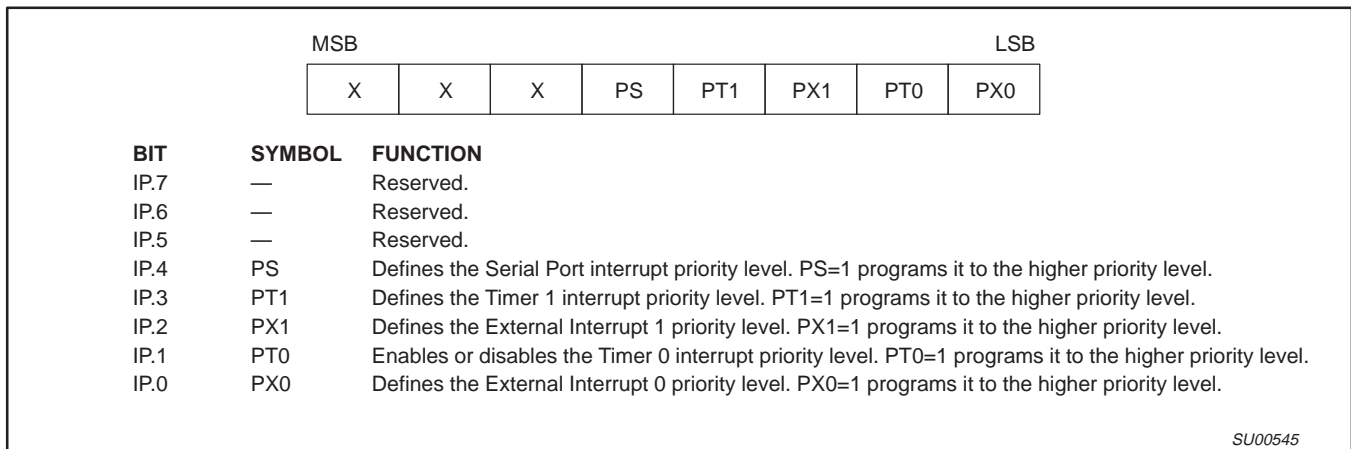 MSB LSB
X X X PS PT1 PX1 PT0 PX0
BIT SYMBOL FUNCTION
IP.7 — Reserved.
IP.6 — Reserved.
IP.5 — Reserved.
IP.4 PS Defines the Serial Port interrupt priority level. PS=1 programs it to the higher priority level.
IP.3 PT1 Defines the Timer 1 interrupt priority level. PT1=1 programs it to the higher priority level.
IP.2 PX1 Defines the External Interrupt 1 priority level. PX1=1 programs it to the higher priority level.
IP.1 PT0 Enables or disables the Timer 0 interrupt priority level. PT0=1 programs it to the higher priority level.
IP.0 PX0 Defines the External Interrupt 0 priority level. PX0=1 programs it to the higher priority level.
SU00545